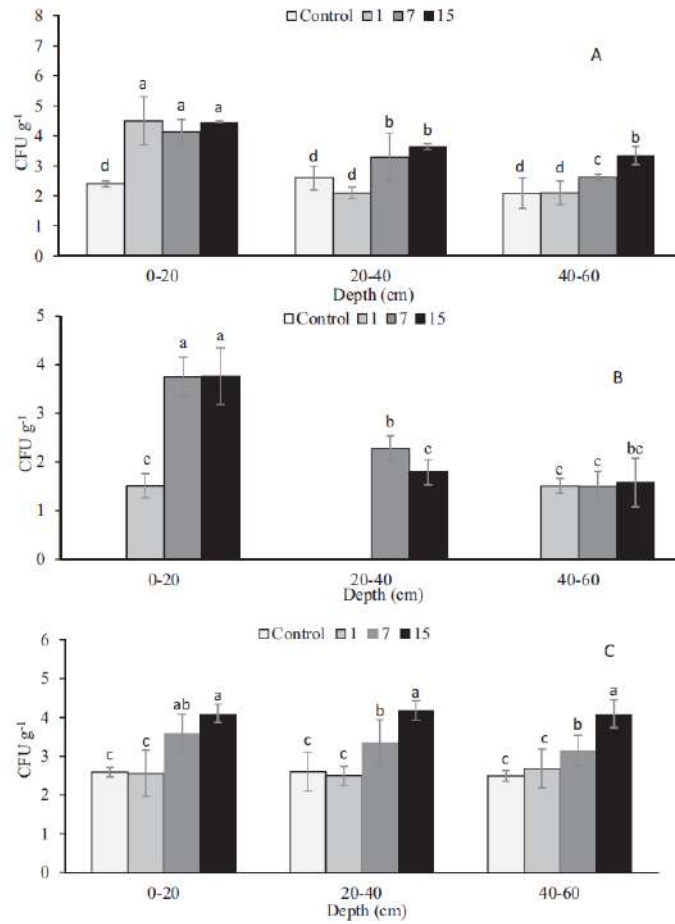 Control 1 7 15
8
7
6
5
4
3
2
1
0
CFU g-1
A
d a a a
d d b b
d d c b
0-20 20-40 40-60
Depth (cm)
Control 1 7 15
5
4
3
2
1
0
CFU g-1
B
c a a
b c
c c bc
0-20 20-40 40-60
Depth (cm)
Control 1 7 15
6
5
4
3
2
1
0
CFU g-1
C
c c ab a
c c b a
c c b a
0-20 20-40 40-60
Depth (cm)